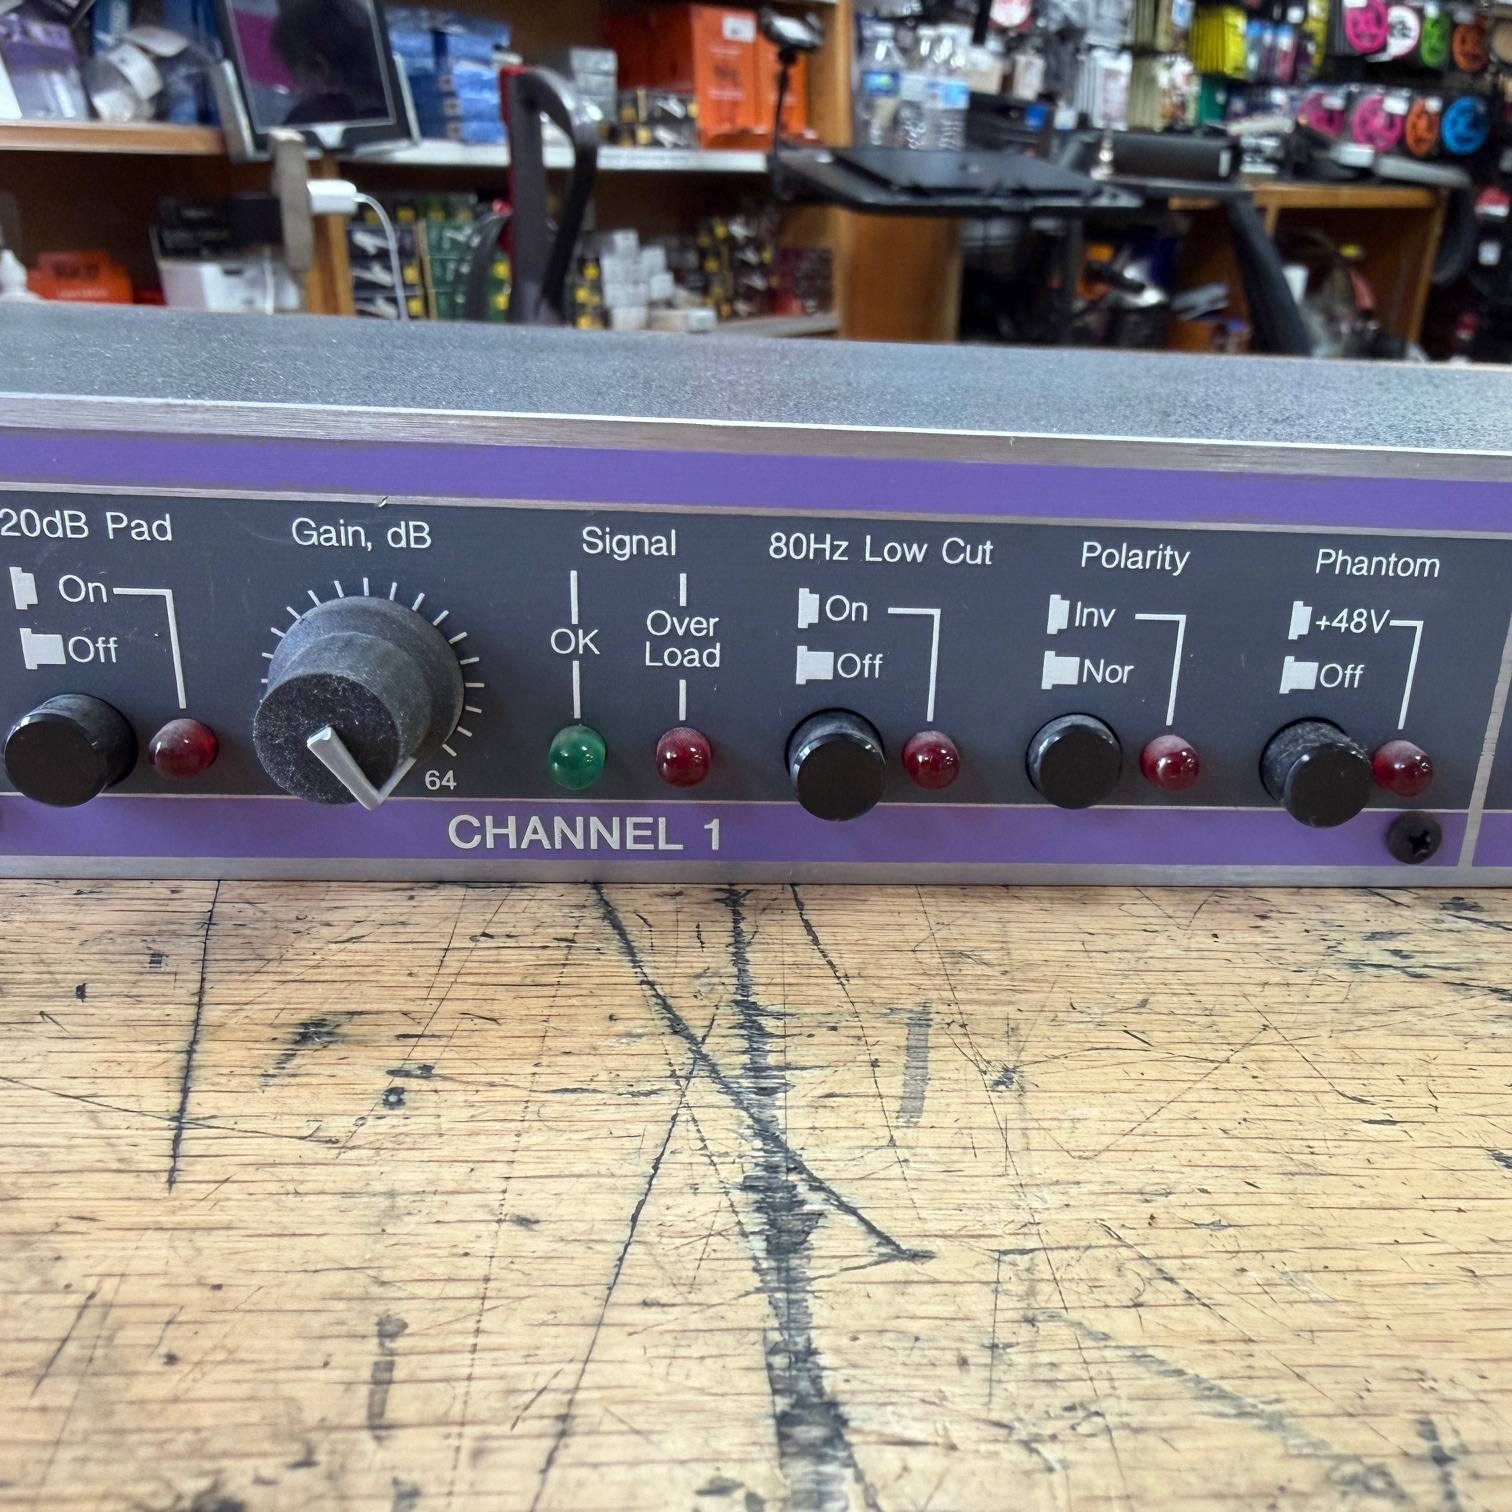 20dB Pad
On
Off
Gain, dB
64
Signal
OK
Over
Load
80Hz Low Cut
On
Off
Polarity
Inv
Nor
Phantom
+48V
Off
CHANNEL 1